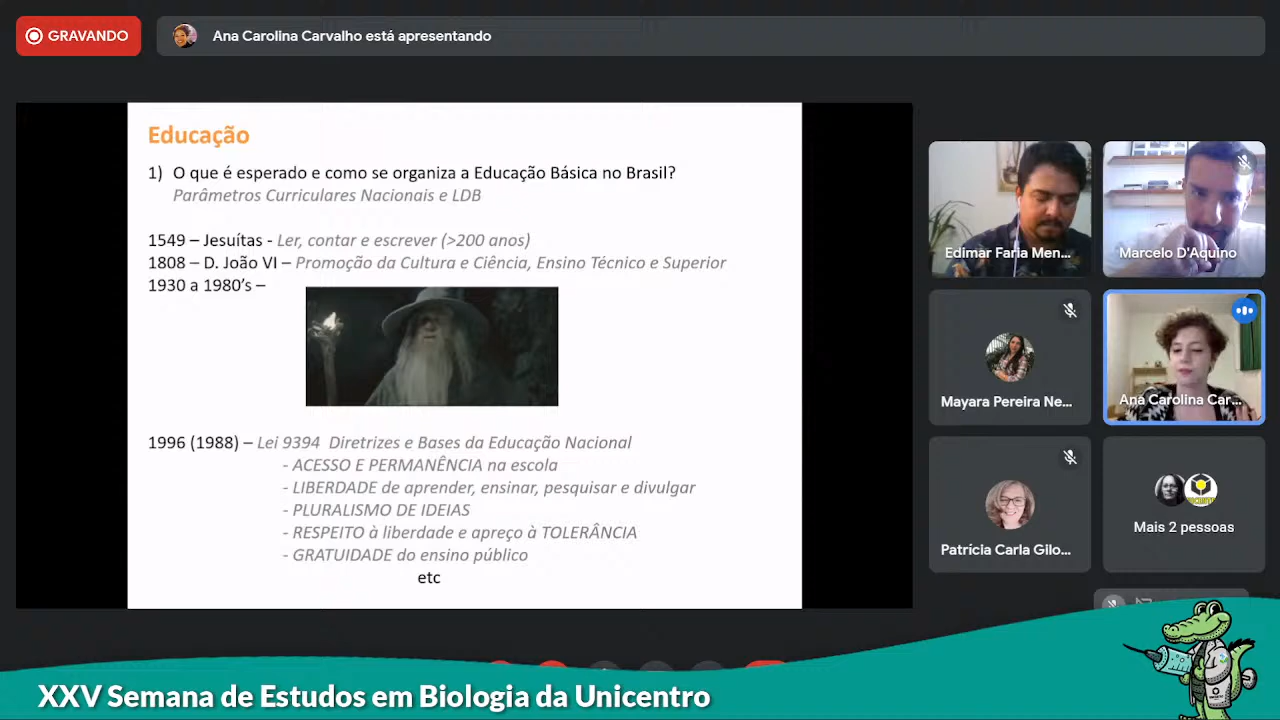 GRAVANDO
Ana Carolina Carvalho está apresentando
Educação
1) O que é esperado e como se organiza a Educação Básica no Brasil?
Parâmetros Curriculares Nacionais e LDB
1549 – Jesuítas - Ler, contar e escrever (>200 anos)
1808 – D. João VI – Promoção da Cultura e Ciência, Ensino Técnico e Superior
1930 a 1980’s –
1996 (1988) – Lei 9394 Diretrizes e Bases da Educação Nacional
- ACESSO E PERMANÊNCIA na escola
- LIBERDADE de aprender, ensinar, pesquisar e divulgar
- PLURALISMO DE IDEIAS
- RESPEITO à liberdade e apreço à TOLERÂNCIA
- GRATUIDADE do ensino público
etc
Edimar Faria Men...
Marcelo D'Aquino
Mayara Pereira Ne...
Ana Carolina Car...
Patrícia Carla Gilo...
Mais 2 pessoas
XXV Semana de Estudos em Biologia da Unicentro